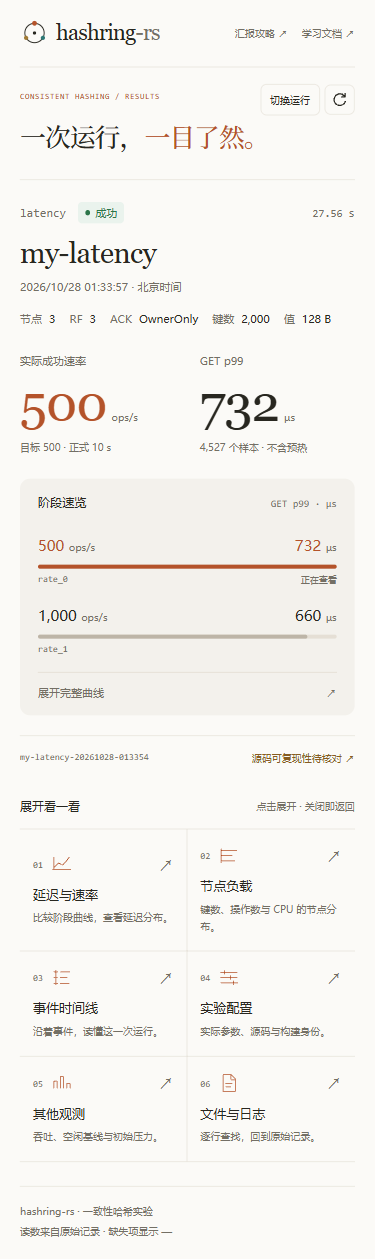 hashring-rs
汇报攻略 ↗ 学习文档 ↗
CONSISTENT HASHING / RESULTS
切换运行
一次运行，一目了然。
latency 成功 27.56 s
my-latency
2026/10/28 01:33:57 · 北京时间
节点 3 RF 3 ACK OwnerOnly 键数 2,000 值 128 B
实际成功速率 GET p99
500 ops/s 732 μs
目标 500 · 正式 10 s 4,527 个样本 · 不含预热
阶段速览 GET p99 · μs
500 ops/s 732 μs
rate_0 正在查看
1,000 ops/s 660 μs
rate_1
展开完整曲线 ↗
my-latency-20261028-013354 源码可复现性待核对 ↗
展开看一看 点击展开 · 关闭即返回
01 ↗
延迟与速率
比较阶段曲线，查看延迟分布。
02 ↗
节点负载
键数、操作数与 CPU 的节点分
布。
03 ↗
事件时间线
沿着事件，读懂这一次运行。
04 ↗
实验配置
实际参数、源码与构建身份。
05 ↗
其他观测
吞吐、空闲基线与初始压力。
06 ↗
文件与日志
逐行查找，回到原始记录。
hashring-rs · 一致性哈希实验
读数来自原始记录 · 缺失项显示 —